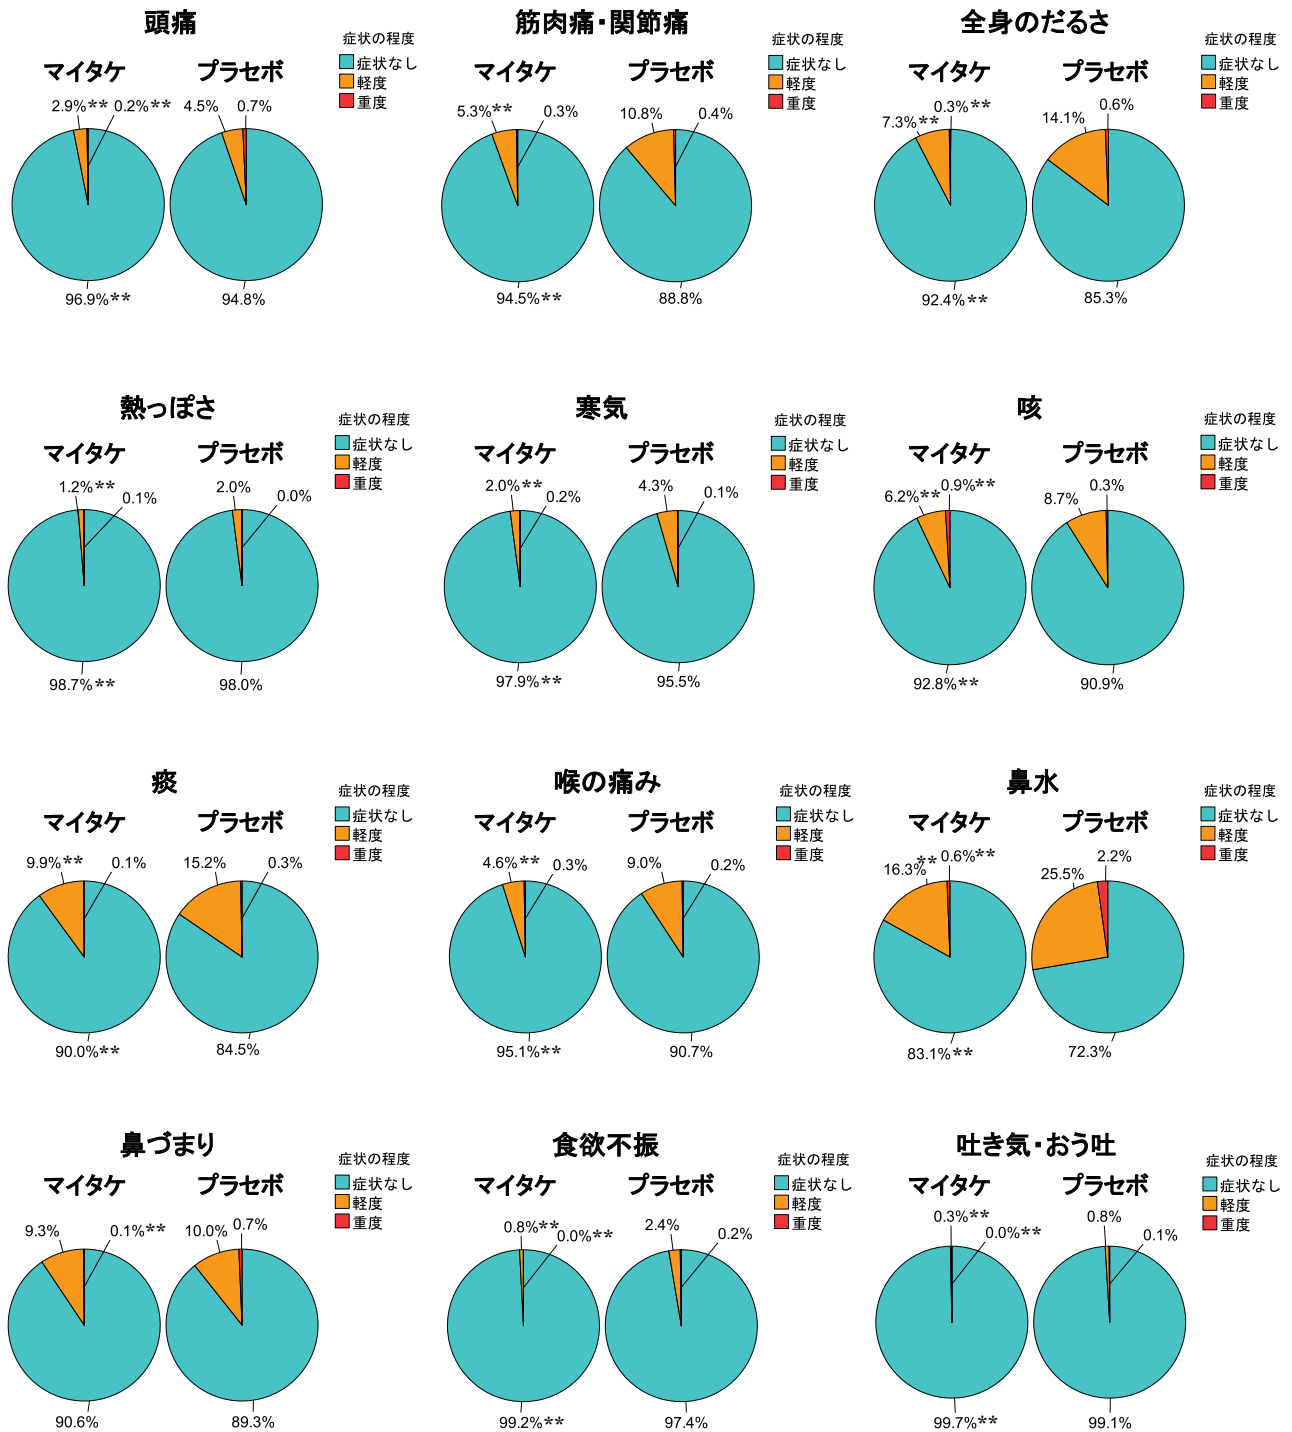 頭痛
マイタケ
プラセボ
症状の程度
症状なし
軽度
重度
2.9%**
0.2%**
4.5%
0.7%
96.9%**
94.8%
筋肉痛・関節痛
マイタケ
プラセボ
症状の程度
症状なし
軽度
重度
5.3%**
0.3%
10.8%
0.4%
94.5%**
88.8%
全身のだるさ
マイタケ
プラセボ
症状の程度
症状なし
軽度
重度
7.3%**
0.3%**
14.1%
0.6%
92.4%**
85.3%
熱っぽさ
マイタケ
プラセボ
症状の程度
症状なし
軽度
重度
1.2%**
0.1%
2.0%
0.0%
98.7%**
98.0%
寒気
マイタケ
プラセボ
症状の程度
症状なし
軽度
重度
2.0%**
0.2%
4.3%
0.1%
97.9%**
95.5%
咳
マイタケ
プラセボ
症状の程度
症状なし
軽度
重度
6.2%**
0.9%**
8.7%
0.3%
92.8%**
90.9%
痰
マイタケ
プラセボ
症状の程度
症状なし
軽度
重度
9.9%**
0.1%
15.2%
0.3%
90.0%**
84.5%
喉の痛み
マイタケ
プラセボ
症状の程度
症状なし
軽度
重度
4.6%**
0.3%
9.0%
0.2%
95.1%**
90.7%
鼻水
マイタケ
プラセボ
症状の程度
症状なし
軽度
重度
16.3%**
0.6%**
25.5%
2.2%
83.1%**
72.3%
鼻づまり
マイタケ
プラセボ
症状の程度
症状なし
軽度
重度
9.3%
0.1%**
10.0%
0.7%
90.6%
89.3%
食欲不振
マイタケ
プラセボ
症状の程度
症状なし
軽度
重度
0.8%**
0.0%**
2.4%
0.2%
99.2%**
97.4%
吐き気・おう吐
マイタケ
プラセボ
症状の程度
症状なし
軽度
重度
0.3%**
0.0%**
0.8%
0.1%
99.7%**
99.1%